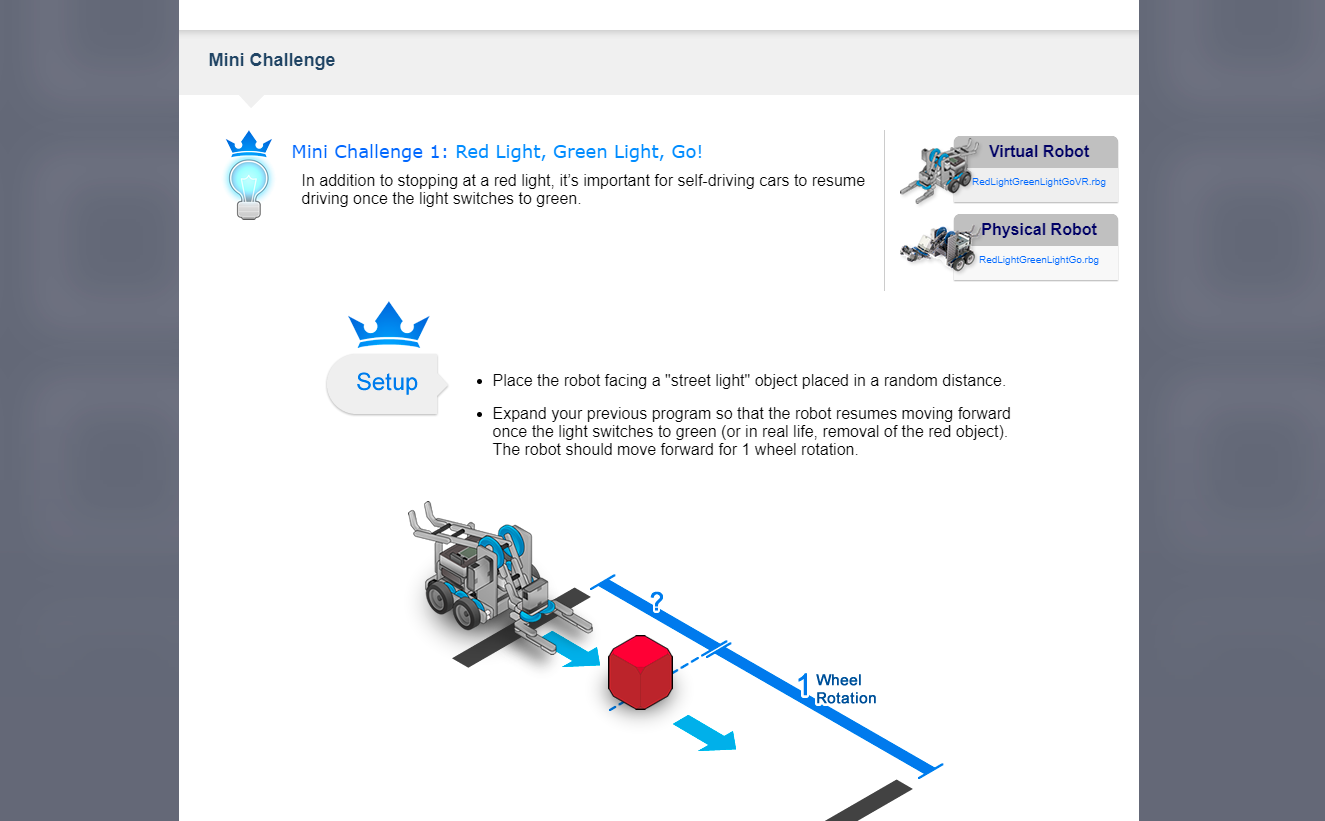 Mini Challenge
Mini Challenge 1: Red Light, Green Light, Go!
In addition to stopping at a red light, it's important for self-driving cars to resume
driving once the light switches to green.
Virtual Robot
RedLightGreenLightGoVR.rbg
Physical Robot
RedLightGreenLightGo.rbg
Setup
• Place the robot facing a "street light" object placed in a random distance.
• Expand your previous program so that the robot resumes moving forward
once the light switches to green (or in real life, removal of the red object).
The robot should move forward for 1 wheel rotation.
?
1 Wheel
Rotation